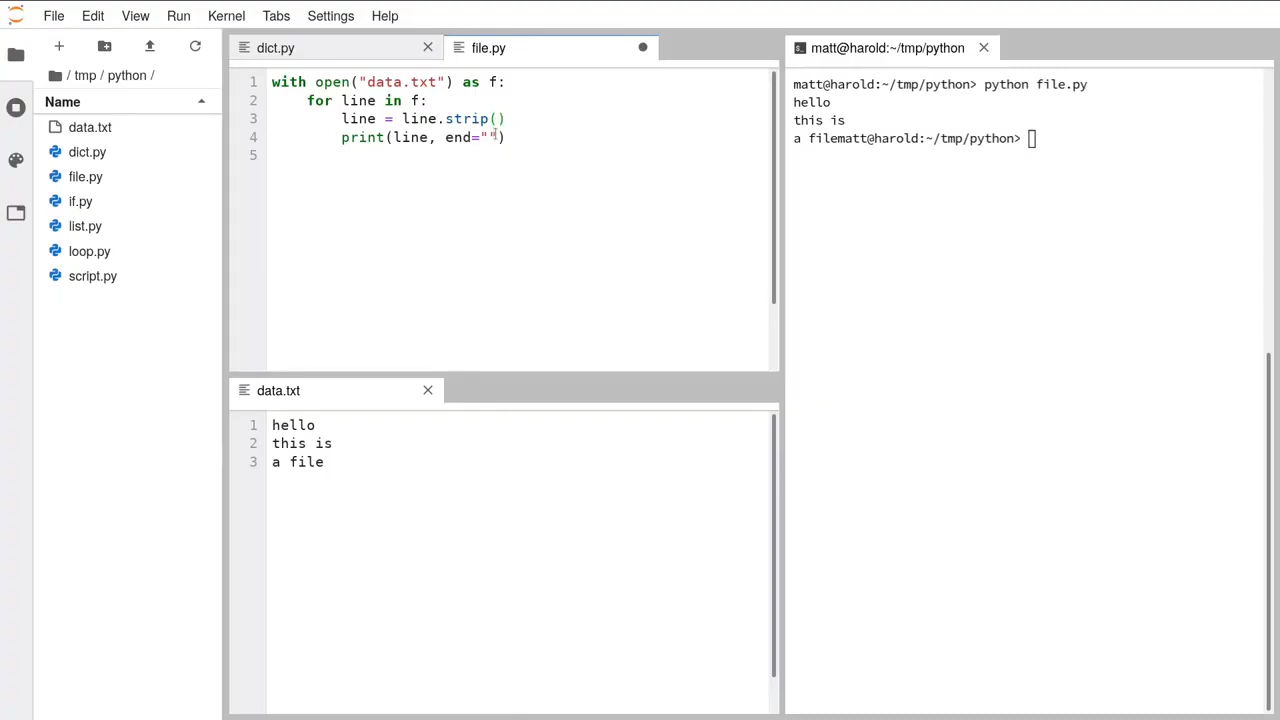 File Edit View Run Kernel Tabs Settings Help
/ tmp / python /
Name
data.txt
dict.py
file.py
if.py
list.py
loop.py
script.py
dict.py
file.py
1 with open("data.txt") as f:
2     for line in f:
3         line = line.strip()
4         print(line, end="")
5
data.txt
1 hello
2 this is
3 a file
matt@harold:~/tmp/python
matt@harold:~/tmp/python> python file.py
hello
this is
a filematt@harold:~/tmp/python>